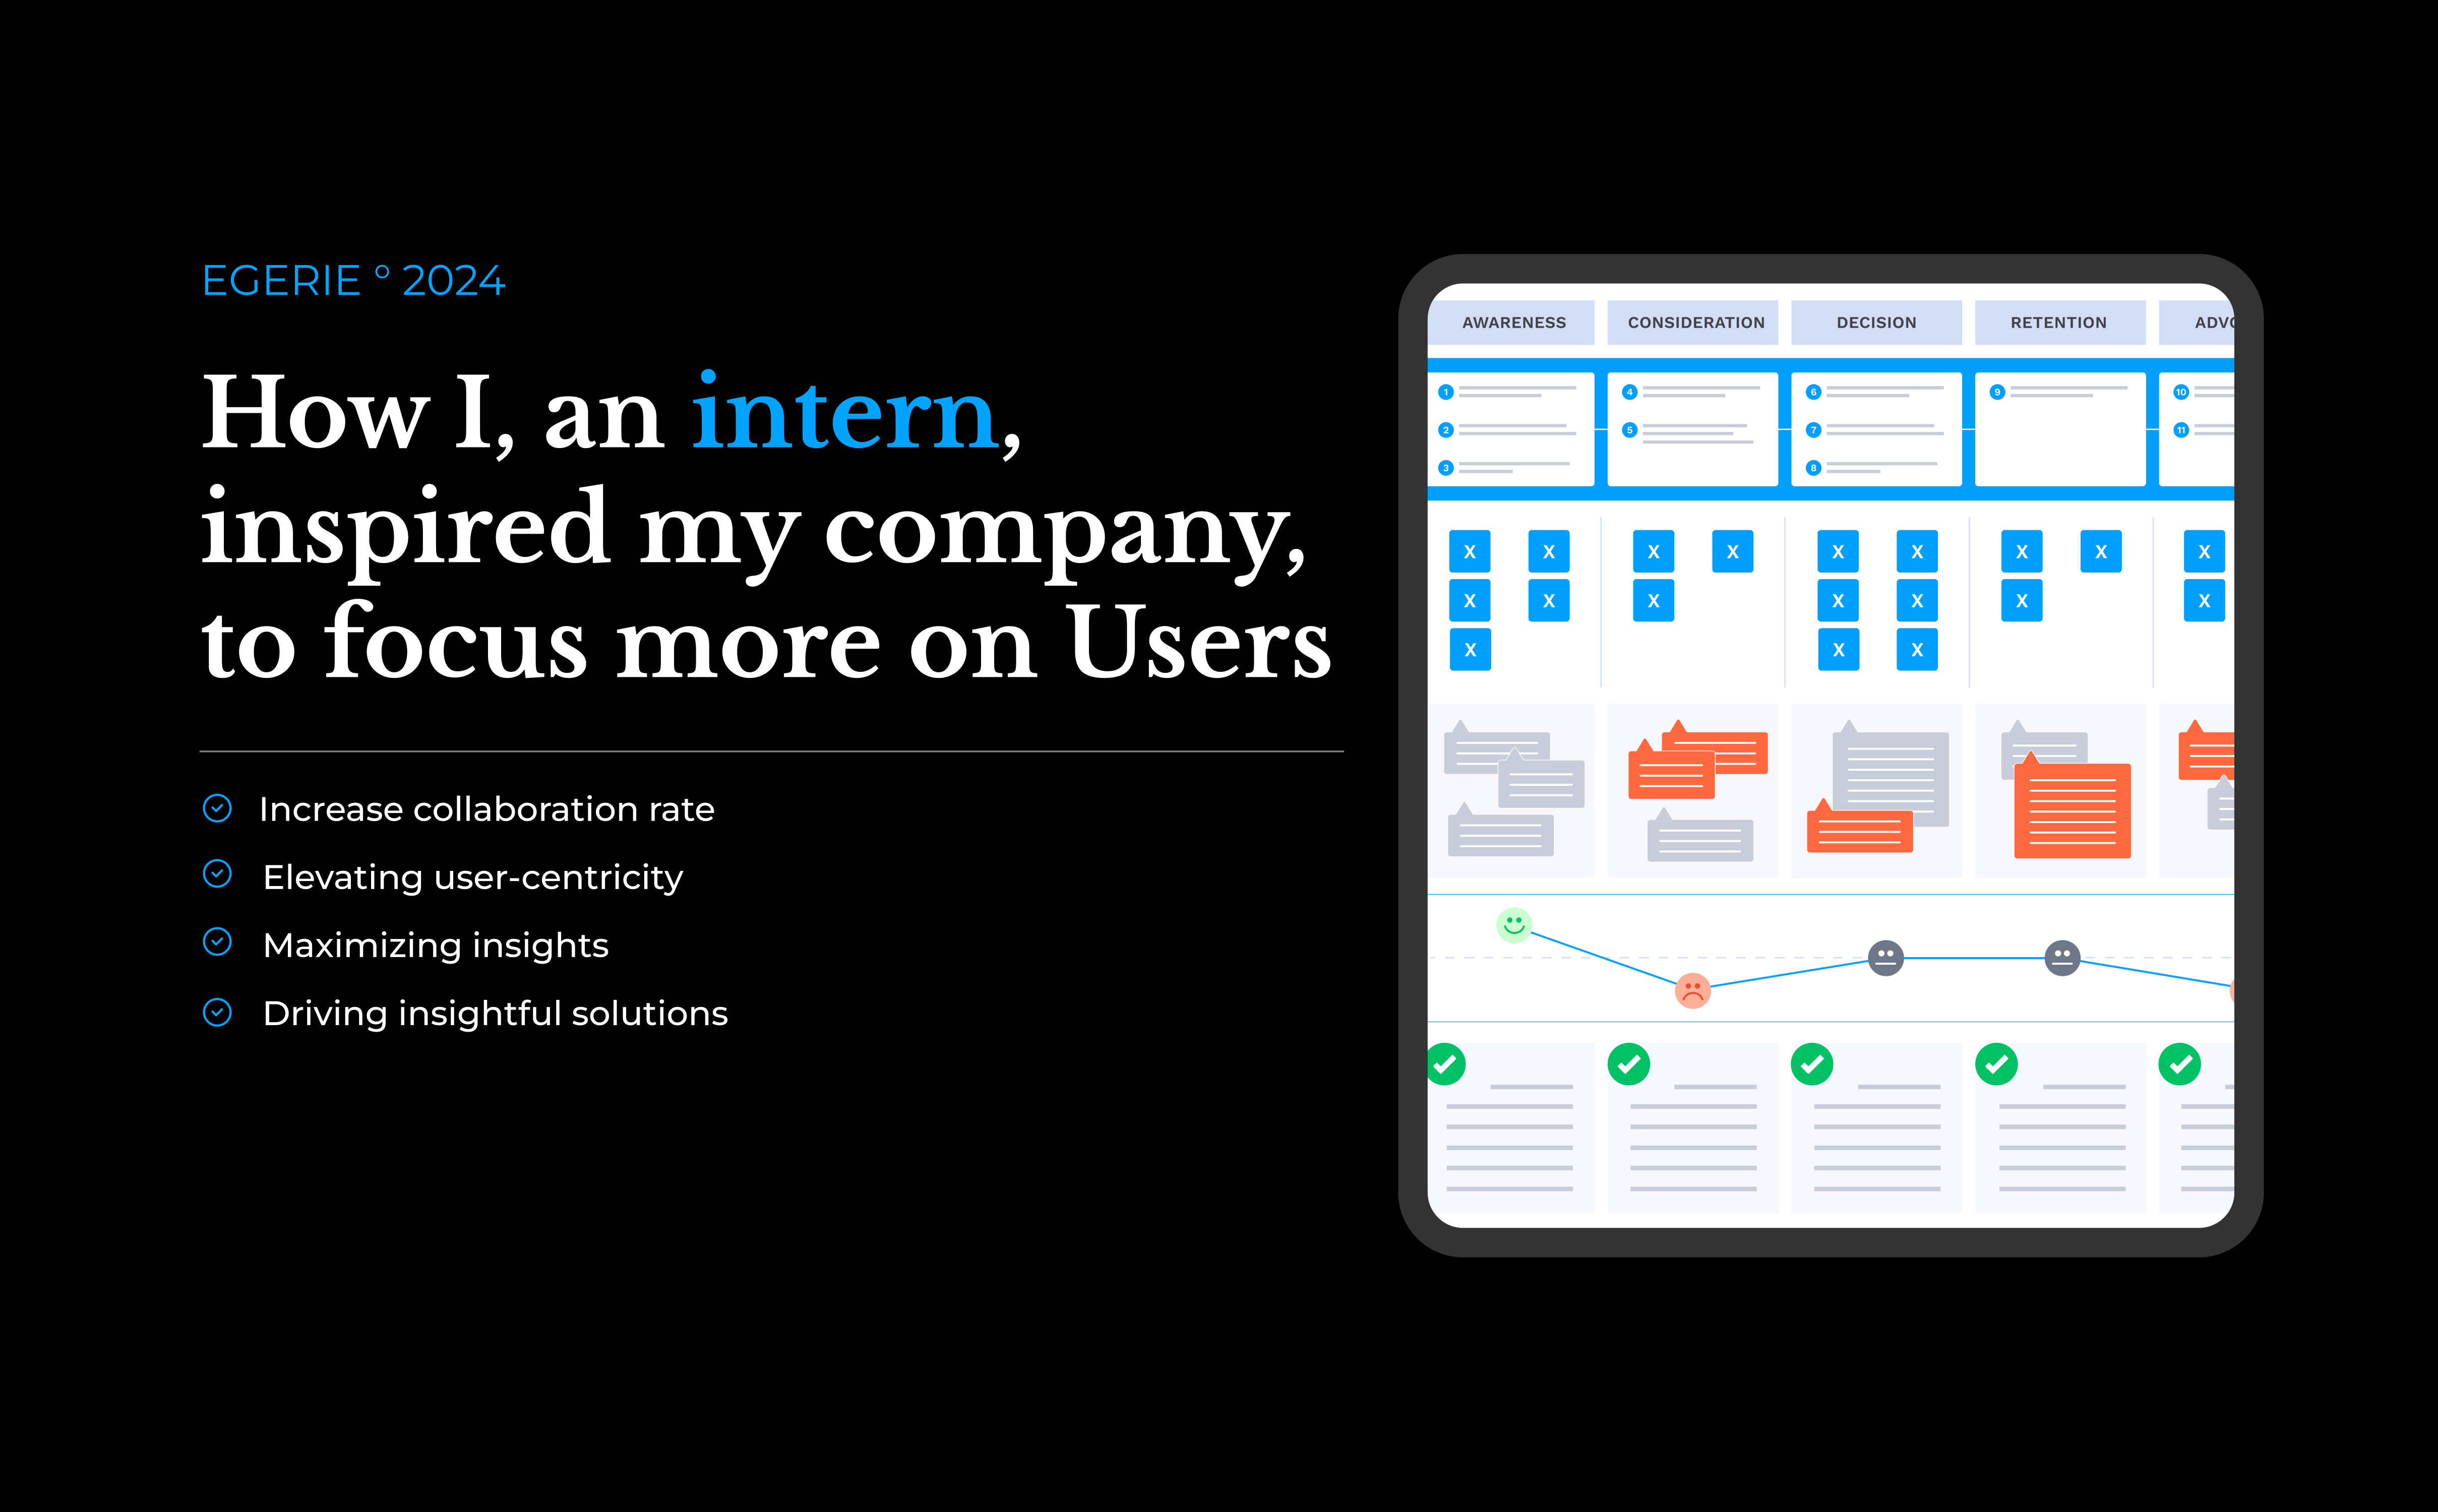 EGERIE ° 2024
How I, an intern,
inspired my company,
to focus more on Users
Increase collaboration rate
Elevating user-centricity
Maximizing insights
Driving insightful solutions
AWARENESS CONSIDERATION DECISION RETENTION ADVO
1 4 6 9 10
2 5 7 11
3 8
X X X X X X X X X
X X X X X X X
X X X